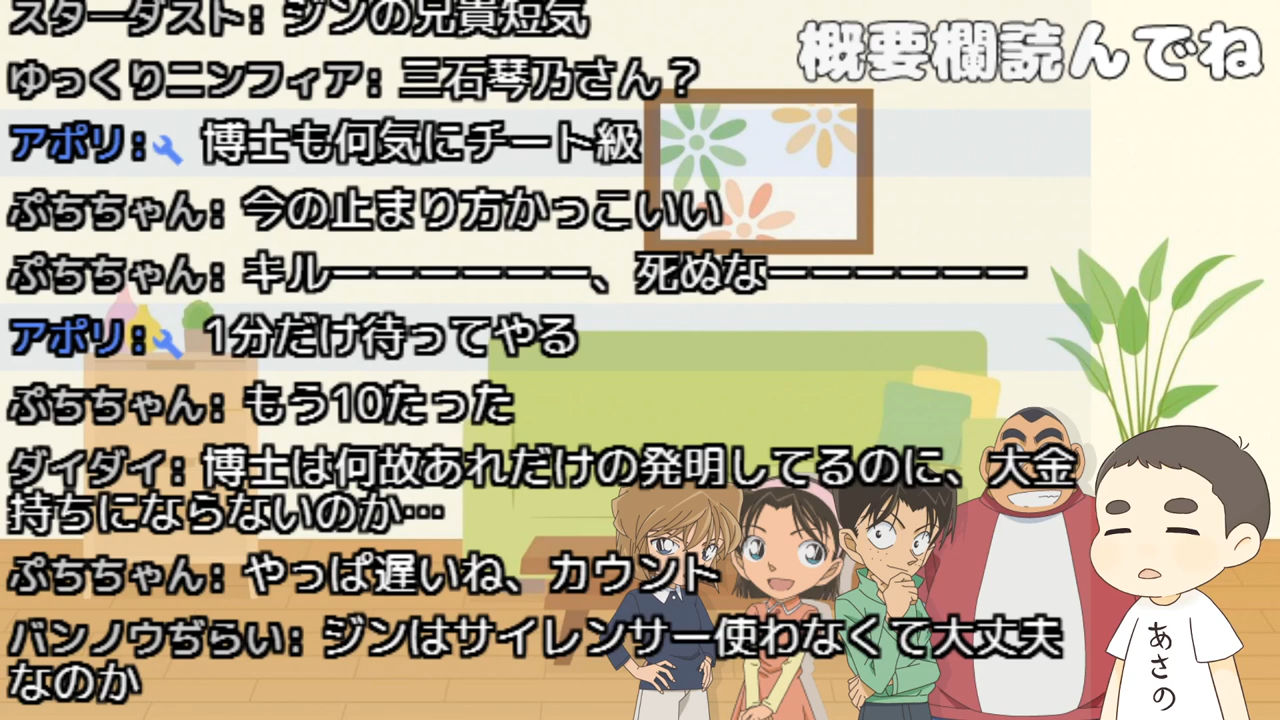 スターダスト: ジンの兄貴短気
概要欄読んでね
ゆっくりニンフィア: 三石琴乃さん？
アポリ: 博士も何気にチート級
ぷちちゃん: 今の止まり方かっこいい
ぷちちゃん: キルーーーーーーー、死ぬなーーーーーーー
アポリ: 1分だけ待ってやる
ぷちちゃん: もう10たった
ダイダイ: 博士は何故あれだけの発明してるのに、大金
持ちにならないのか…
ぷちちゃん: やっぱ遅いね、カウント
バンノウぢらい: ジンはサイレンサー使わなくて大丈夫
なのか
あさの